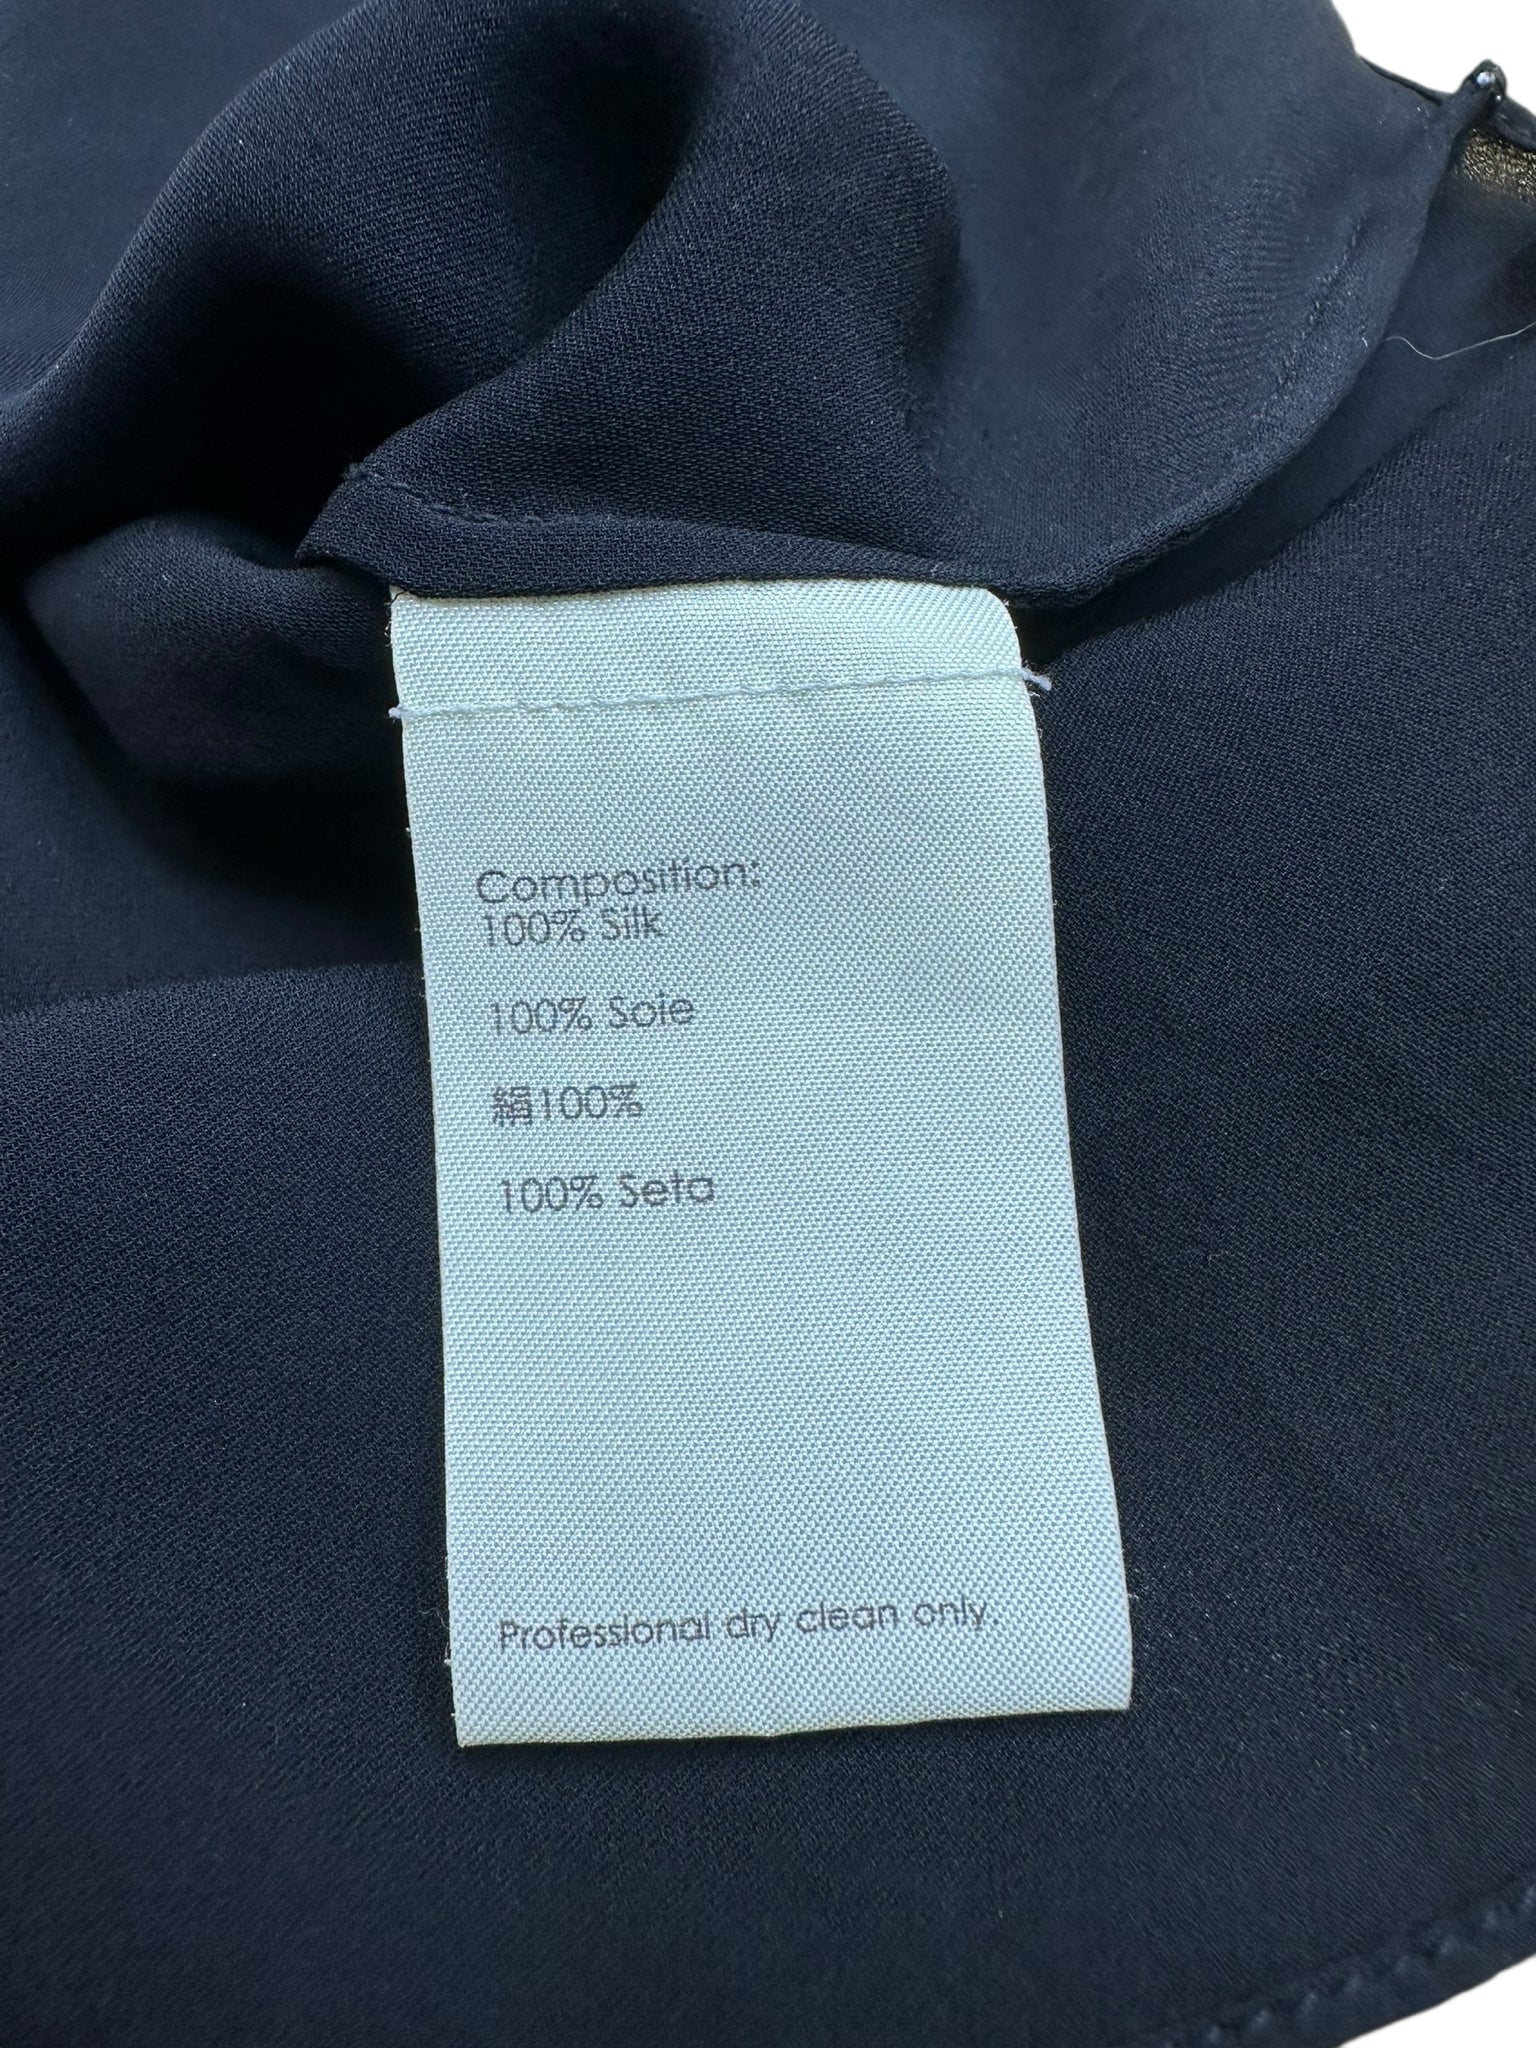 Composition:
100% Silk
100% Soie
絹100%
100% Seta
Professional dry clean only.